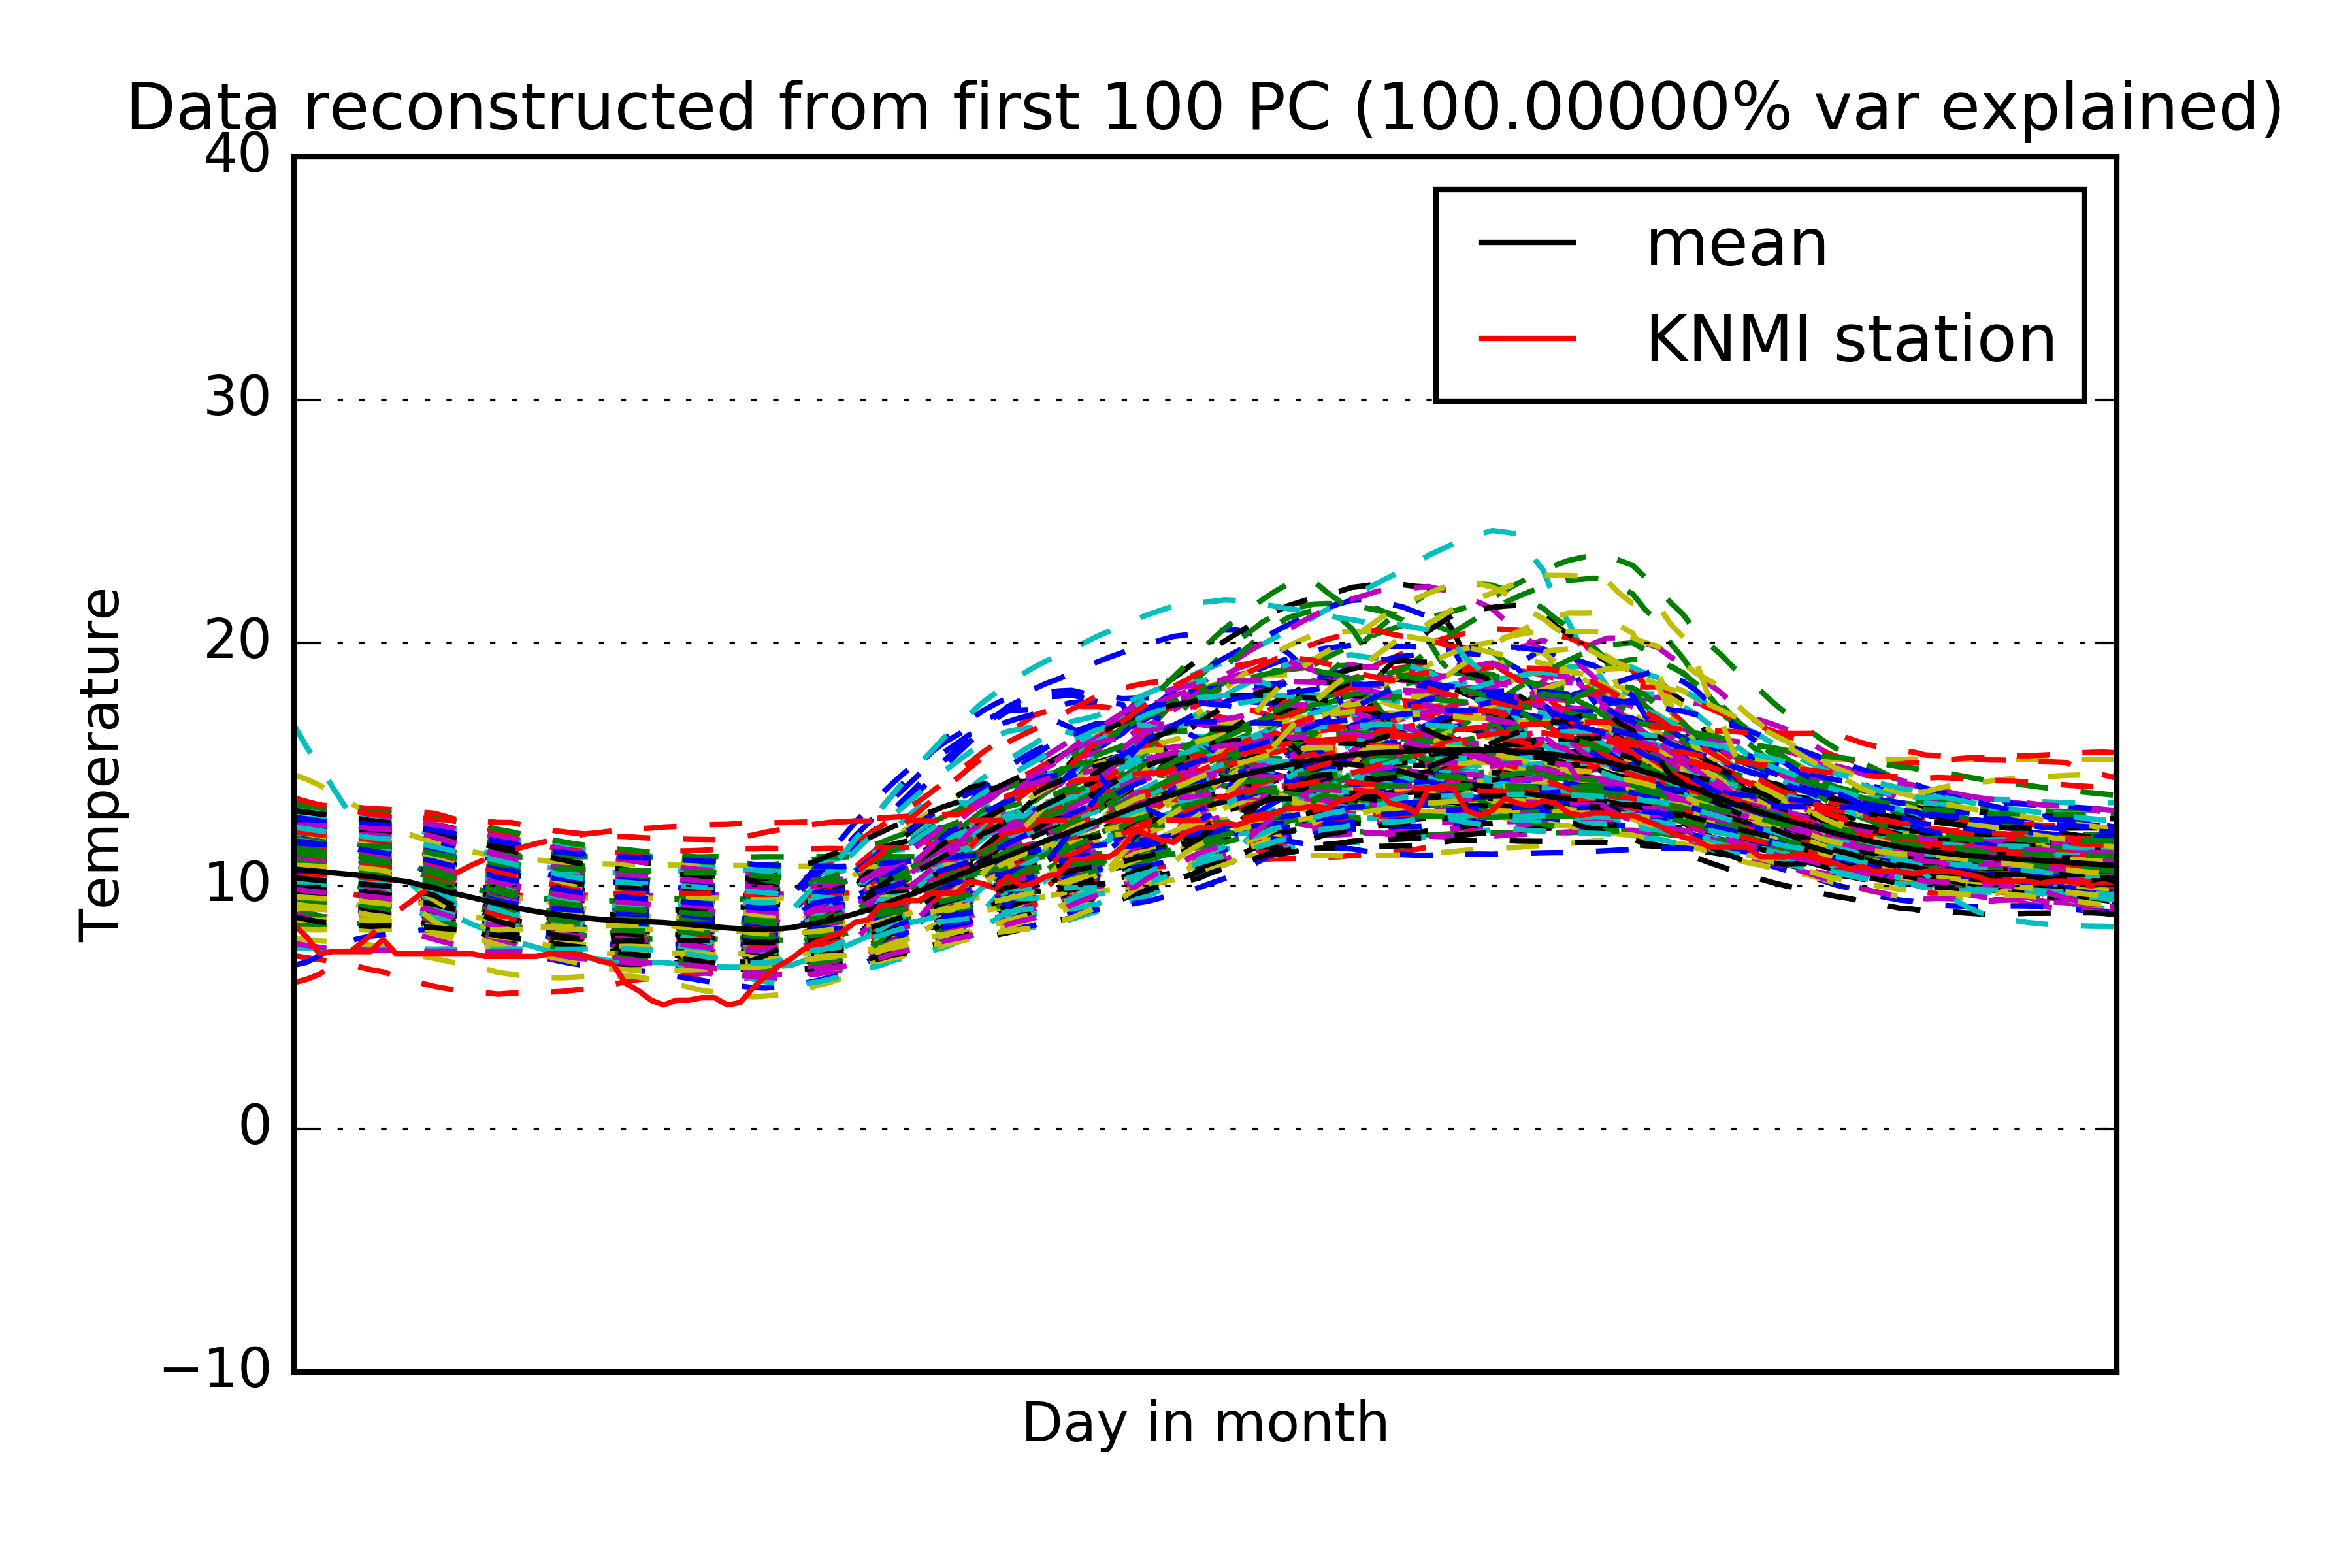 Data reconstructed from first 100 PC (100.00000% var explained)
40
30
20
10
0
−10
Temperature
mean
KNMI station
Day in month